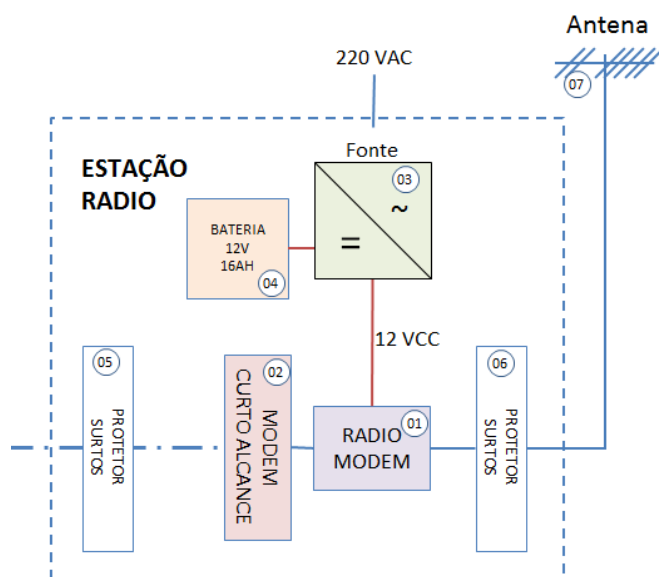 Antena
07
220 VAC
ESTAÇÃO
RADIO
Fonte
03
~
=
BATERIA
12V
16AH
04
12 VCC
05
PROTETOR
SURTOS
02
MODEM
CURTO ALCANCE
01
RADIO
MODEM
06
PROTETOR
SURTOS